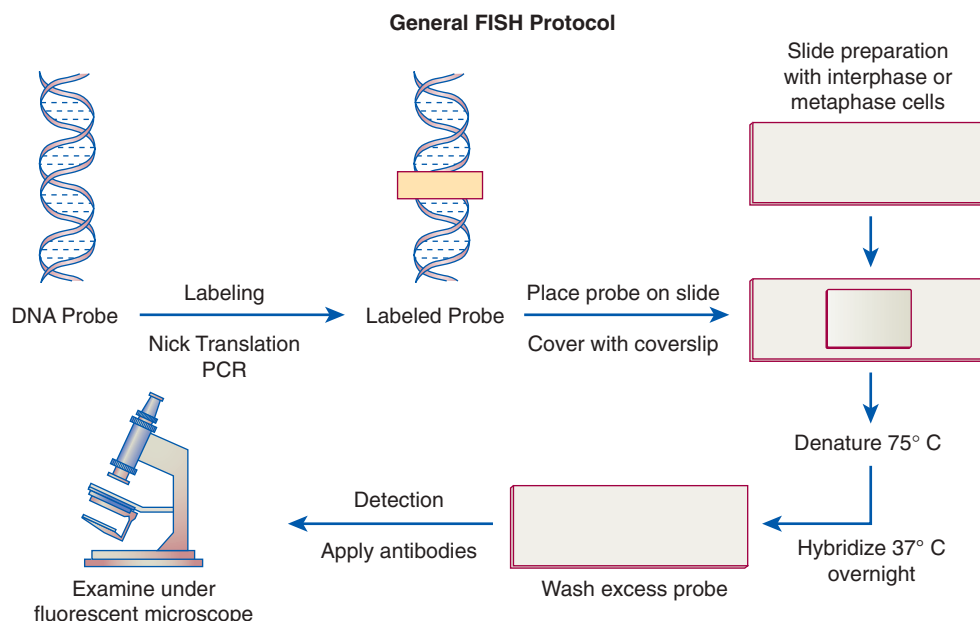 General FISH Protocol
Slide preparation
with interphase or
metaphase cells
DNA Probe
Labeling
Nick Translation
PCR
Labeled Probe
Place probe on slide
Cover with coverslip
Denature 75° C
Hybridize 37° C
overnight
Wash excess probe
Detection
Apply antibodies
Examine under
fluorescent microscope